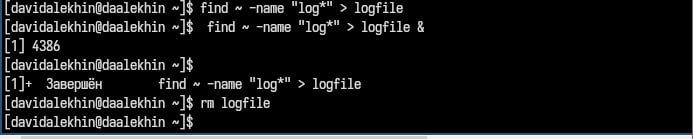 [davidalekhin@daalekhin ~]$ find ~ -name "log*" > logfile
[davidalekhin@daalekhin ~]$  find ~ -name "log*" > logfile &
[1] 4386
[davidalekhin@daalekhin ~]$
[1]+  Завершён        find ~ -name "log*" > logfile
[davidalekhin@daalekhin ~]$ rm logfile
[davidalekhin@daalekhin ~]$